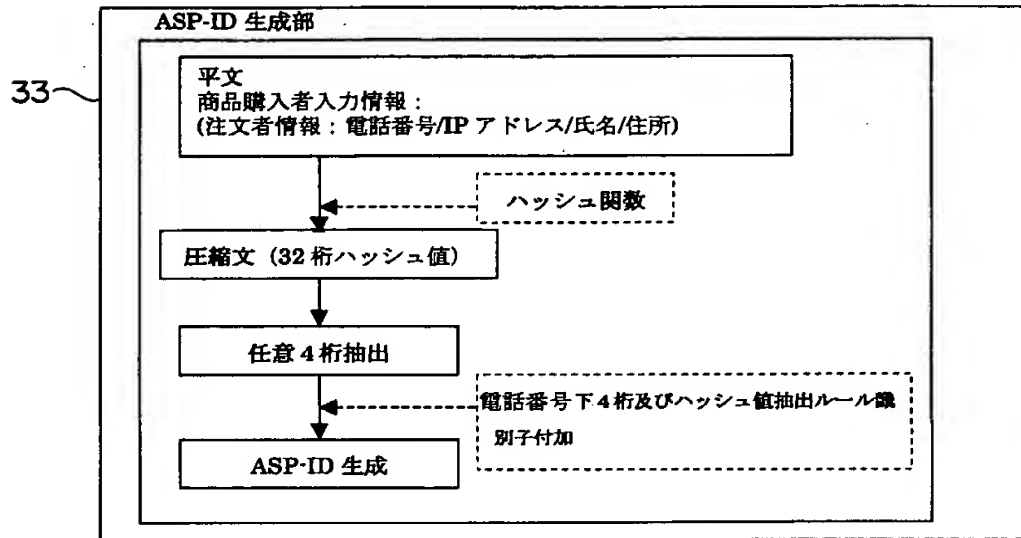 ASP-ID 生成部
33
平文
商品購入者入力情報：
(注文者情報：電話番号/IP アドレス/氏名/住所)
ハッシュ関数
圧縮文（32 桁ハッシュ値）
任意４桁抽出
電話番号下４桁及びハッシュ値抽出ルール識
別子付加
ASP-ID 生成